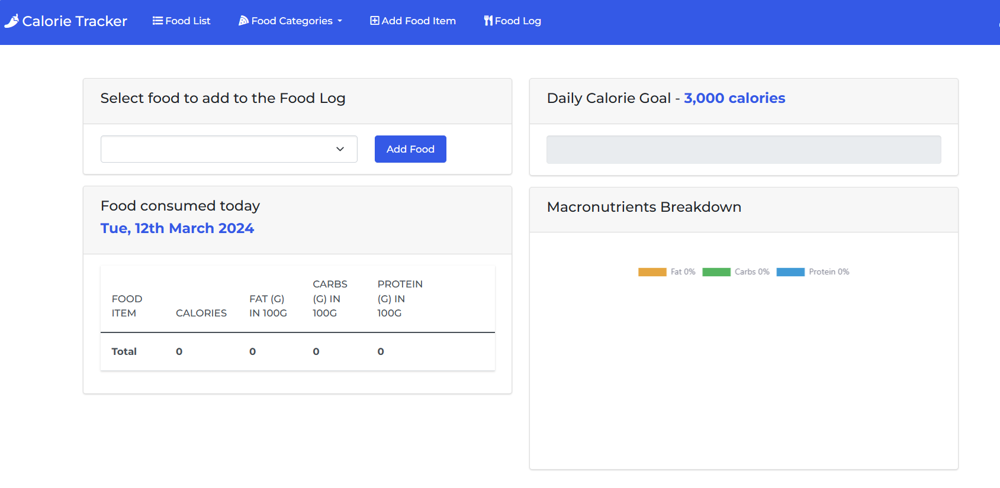 Calorie Tracker
Food List
Food Categories
Add Food Item
Food Log
Select food to add to the Food Log
Add Food
Food consumed today
Tue, 12th March 2024
FOOD ITEM
CALORIES
FAT (G) IN 100G
CARBS (G) IN 100G
PROTEIN (G) IN 100G
Total 0 0 0 0
Daily Calorie Goal - 3,000 calories
Macronutrients Breakdown
Fat 0% Carbs 0% Protein 0%